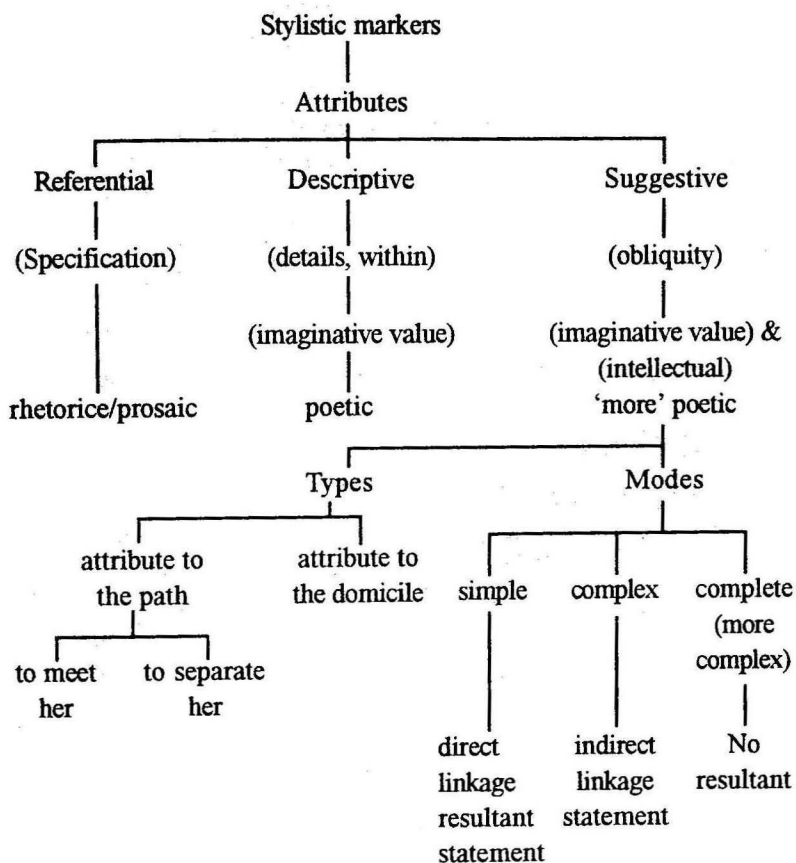 Stylistic markers
Attributes
Referential Descriptive Suggestive
(Specification) (details, within) (obliquity)
(imaginative value) (imaginative value) &
(intellectual)
rhetorice/prosaic poetic 'more' poetic
Types Modes
attribute to
the path
attribute to
the domicile
simple complex complete
(more
complex)
to meet
her
to separate
her
direct
linkage
resultant
statement
indirect
linkage
statement
No
resultant